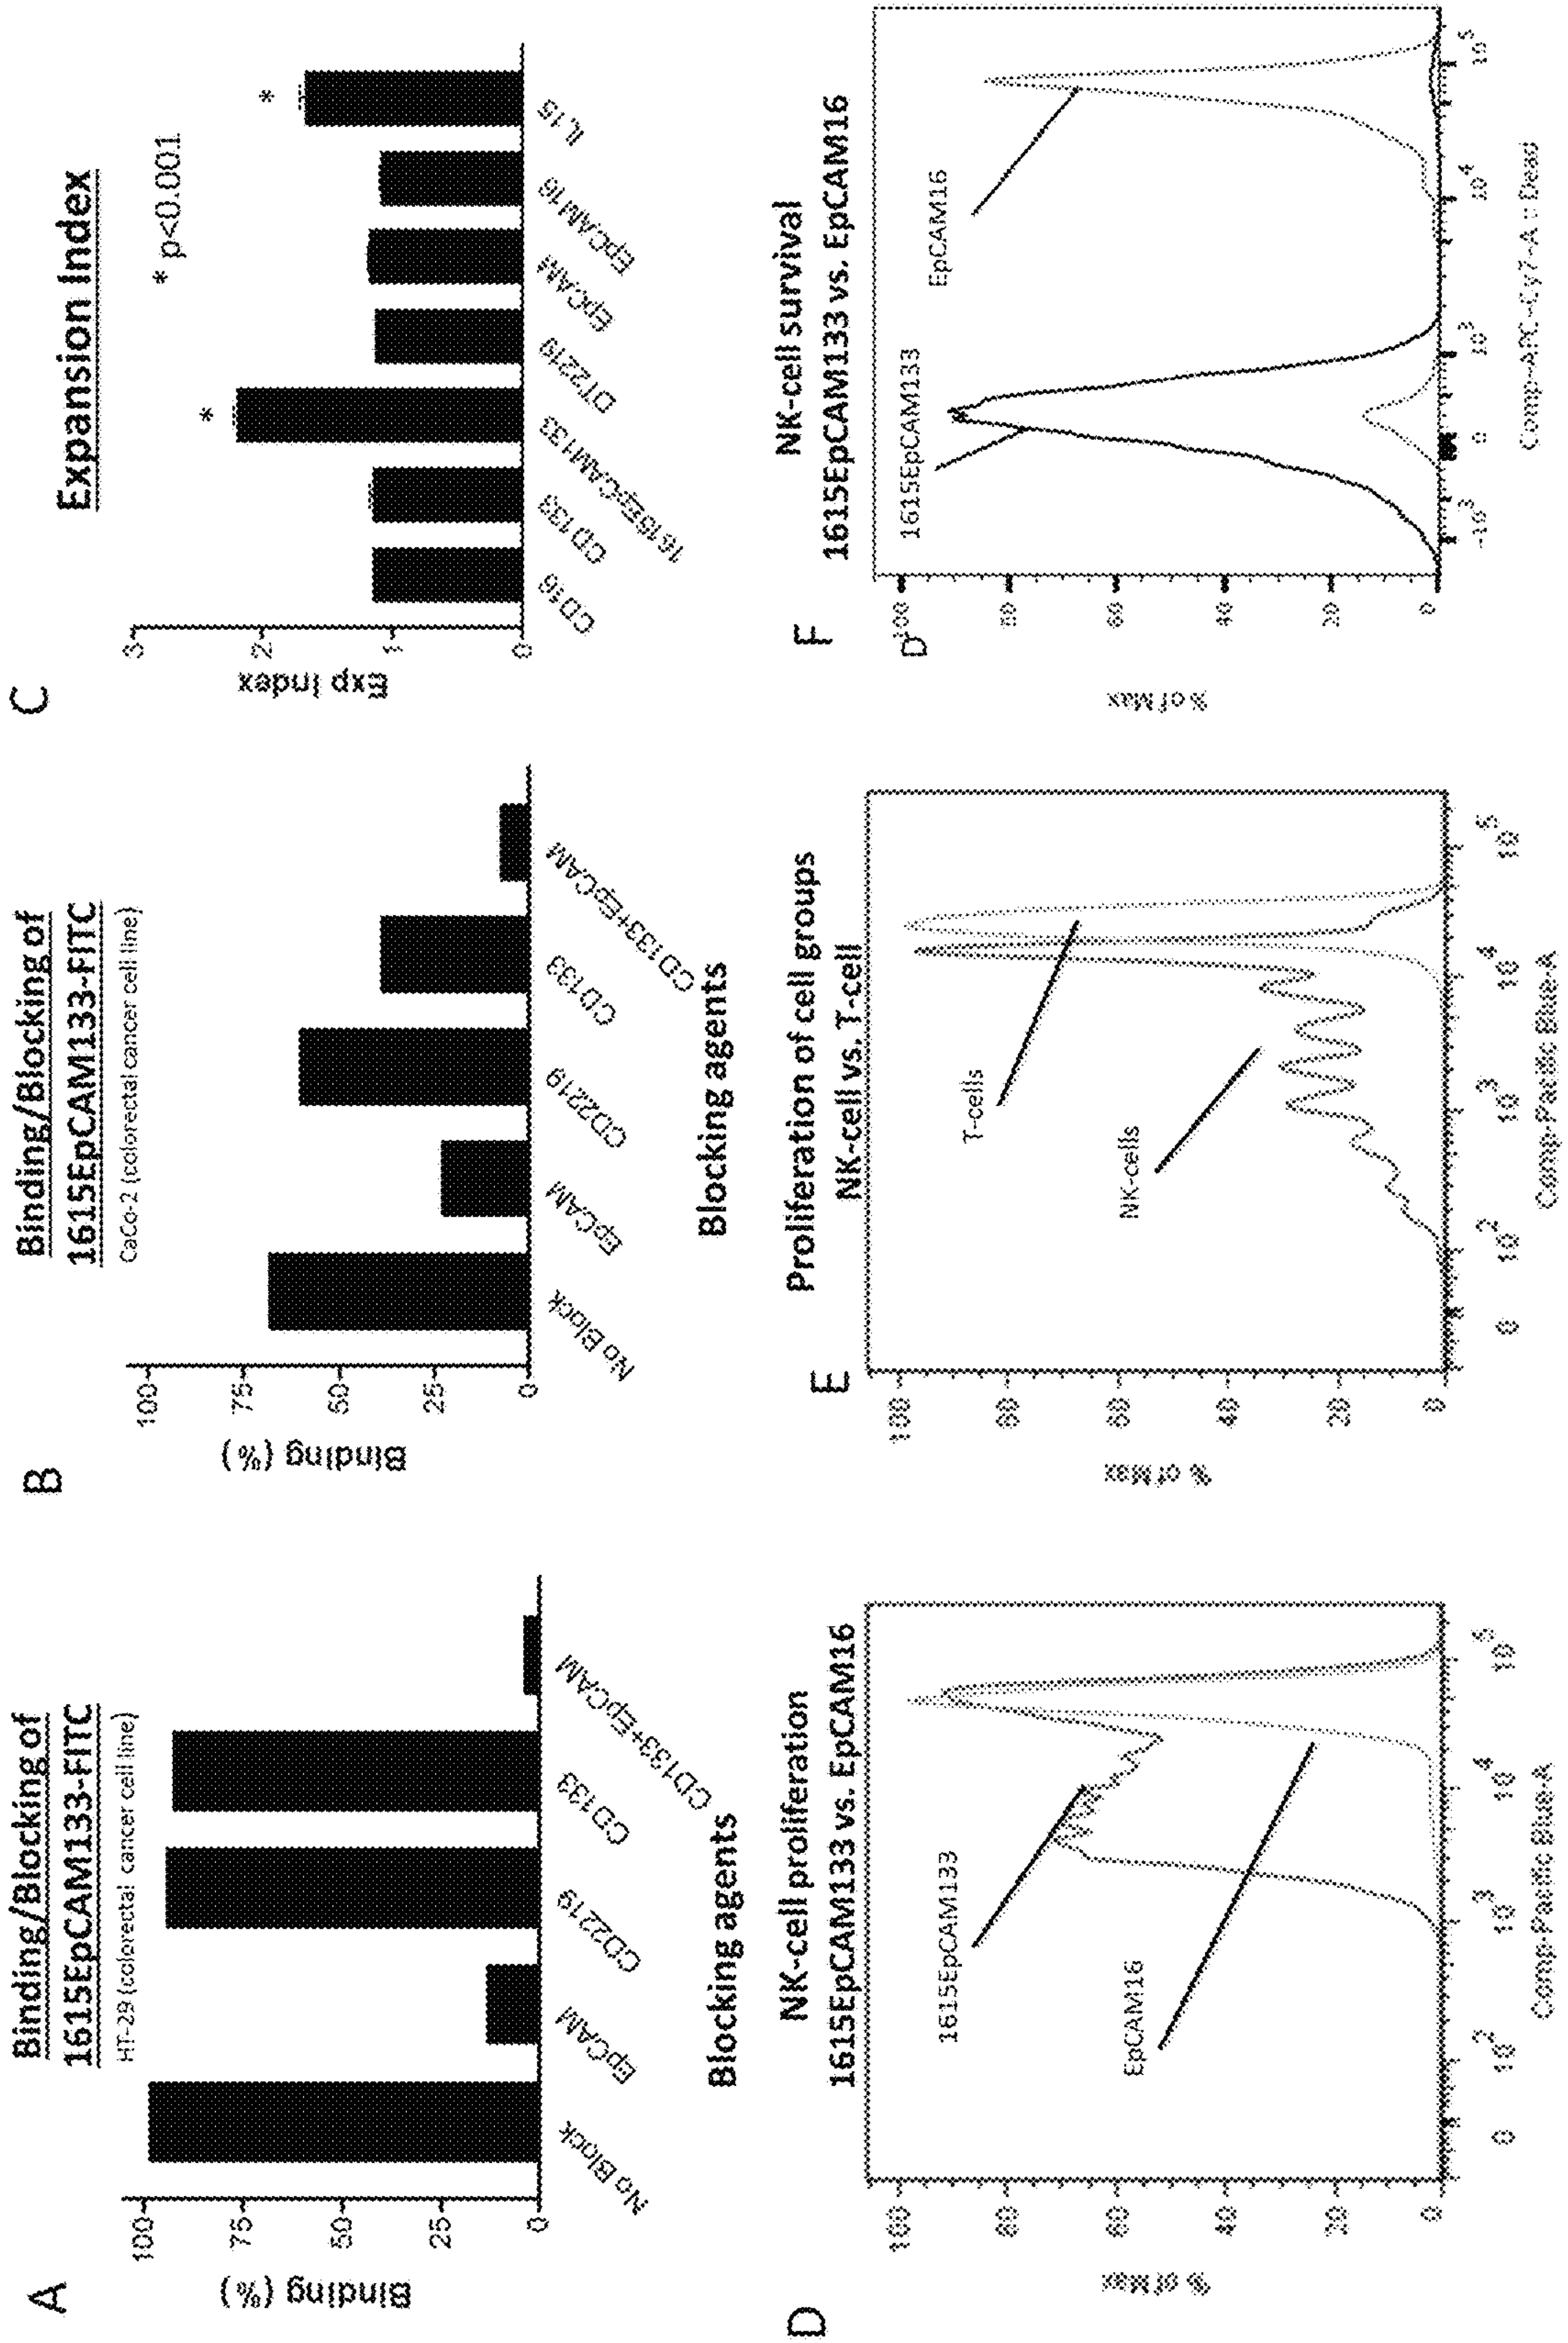 A
Binding/Blocking of
1615EpCAM133-FITC
HT-29 (colorectal cancer cell line)
Binding (%)
100
75
50
25
0
No Block
EpCAM
CD2219
CD133
CD133+EpCAM
Blocking agents
B
Binding/Blocking of
1615EpCAM133-FITC
CaCo-2 (colorectal cancer cell line)
Binding (%)
100
75
50
25
0
No Block
EpCAM
CD2219
CD133
CD133+EpCAM
Blocking agents
C
Expansion Index
* p<0.001
Exp Index
3
2
1
0
*
*
CD16
CD133
1615EpCAM133
DT2219
EpCAM
EpCAM16
IL15
D
NK-cell proliferation
1615EpCAM133 vs. EpCAM16
% of Max
100
80
60
40
20
0
1615EpCAM133
EpCAM16
0 10^2 10^3 10^4 10^5
Comp-Pacific Blue-A
E
Proliferation of cell groups
NK-cell vs. T-cell
% of Max
100
80
60
40
20
0
T-cells
NK-cells
0 10^2 10^3 10^4 10^5
Comp-Pacific Blue-A
F
NK-cell survival
1615EpCAM133 vs. EpCAM16
D
% of Max
100
80
60
40
20
0
1615EpCAM133
EpCAM16
-10^3 0 10^3 10^4 10^5
Comp-APC-Cy7-A :: Dead